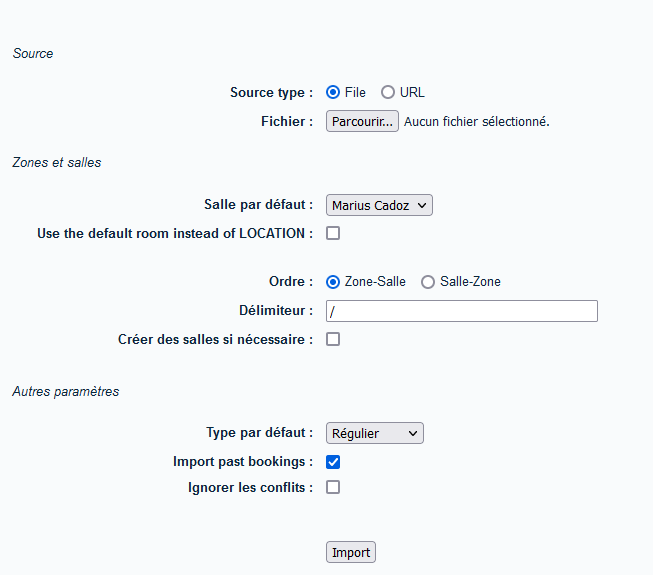 Source
Source type : File URL
Fichier : Parcourir... Aucun fichier sélectionné.
Zones et salles
Salle par défaut : Marius Cadoz
Use the default room instead of LOCATION :
Ordre : Zone-Salle Salle-Zone
Délimiteur : /
Créer des salles si nécessaire :
Autres paramètres
Type par défaut : Régulier
Import past bookings :
Ignorer les conflits :
Import